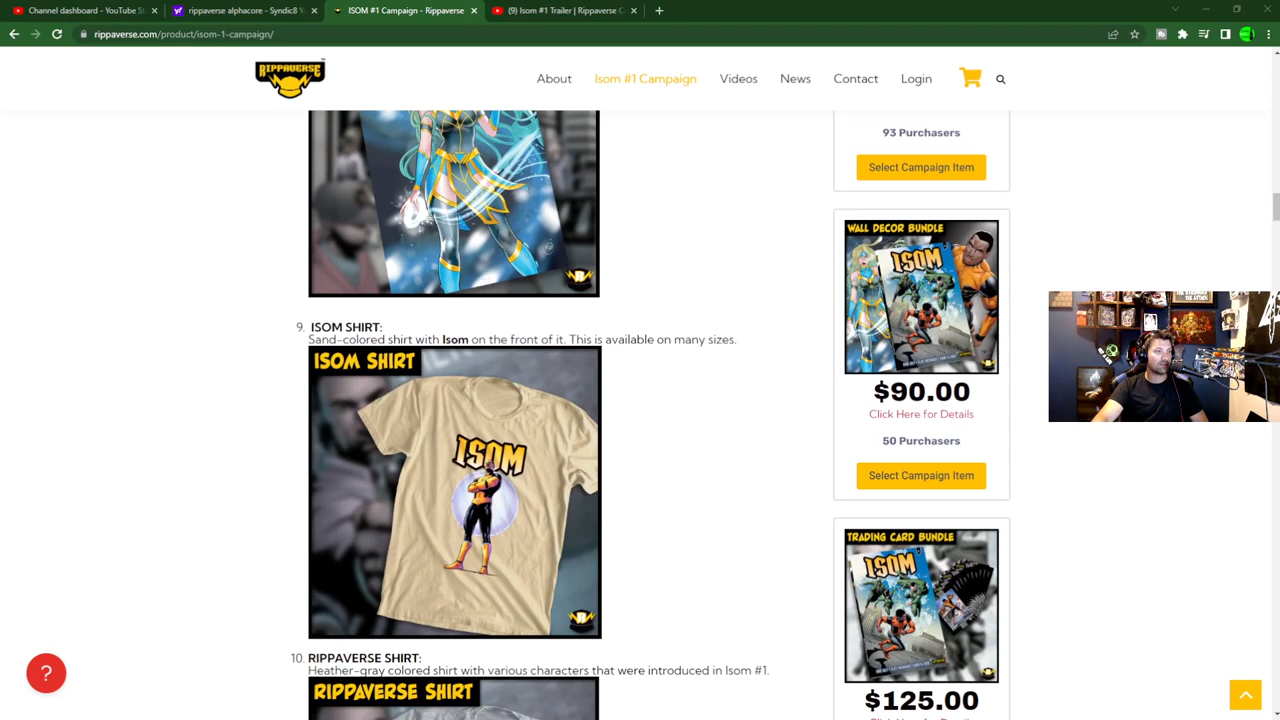 Channel dashboard - YouTube St
rippaverse alphacore - Syndic8 Y
ISOM #1 Campaign - Rippaverse
(9) Isom #1 Trailer | Rippaverse C
rippaverse.com/product/isom-1-campaign/
RIPPAVERSE
About
Isom #1 Campaign
Videos
News
Contact
Login
93 Purchasers
Select Campaign Item
WALL DECOR BUNDLE
ISOM
$90.00
Click Here for Details
50 Purchasers
Select Campaign Item
TRADING CARD BUNDLE
ISOM
$125.00
9. ISOM SHIRT:
Sand-colored shirt with Isom on the front of it. This is available on many sizes.
ISOM SHIRT
ISOM
10. RIPPAVERSE SHIRT:
Heather-gray colored shirt with various characters that were introduced in Isom #1.
RIPPAVERSE SHIRT
?